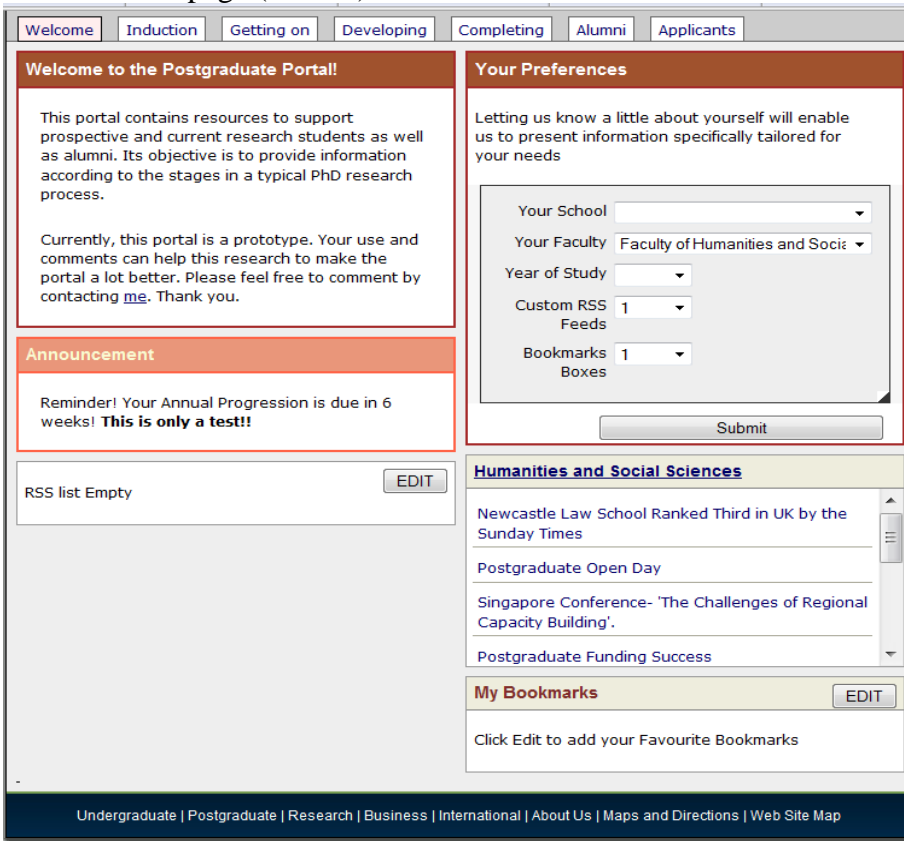 Welcome Induction Getting on Developing Completing Alumni Applicants
Welcome to the Postgraduate Portal!
This portal contains resources to support
prospective and current research students as well
as alumni. Its objective is to provide information
according to the stages in a typical PhD research
process.
Currently, this portal is a prototype. Your use and
comments can help this research to make the
portal a lot better. Please feel free to comment by
contacting me. Thank you.
Announcement
Reminder! Your Annual Progression is due in 6
weeks! This is only a test!!
RSS list Empty
EDIT
Your Preferences
Letting us know a little about yourself will enable
us to present information specifically tailored for
your needs
Your School
Your Faculty Faculty of Humanities and Socia
Year of Study
Custom RSS 1
Feeds
Bookmarks 1
Boxes
Submit
Humanities and Social Sciences
Newcastle Law School Ranked Third in UK by the
Sunday Times
Postgraduate Open Day
Singapore Conference- 'The Challenges of Regional
Capacity Building'.
Postgraduate Funding Success
My Bookmarks EDIT
Click Edit to add your Favourite Bookmarks
-
Undergraduate | Postgraduate | Research | Business | International | About Us | Maps and Directions | Web Site Map